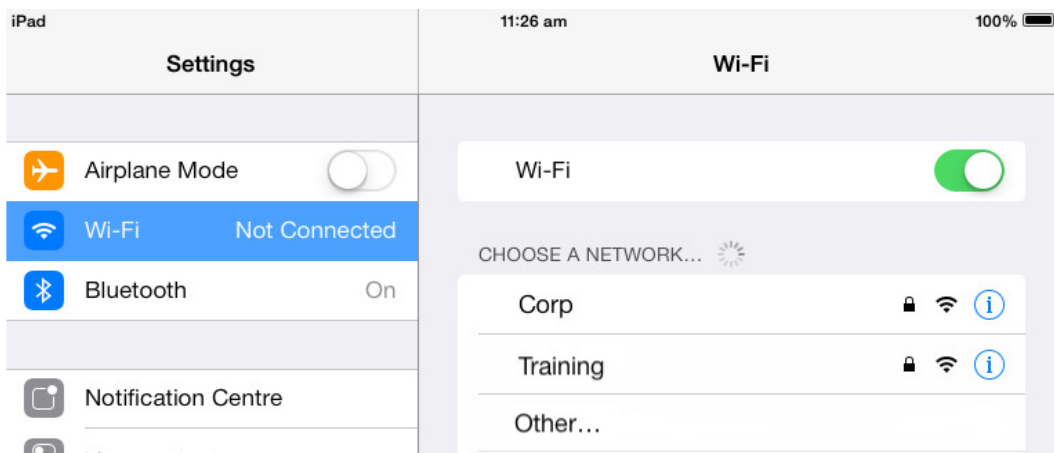 iPad 11:26 am 100%
Settings
Wi-Fi
Airplane Mode
Wi-Fi Not Connected
Bluetooth On
Notification Centre
Wi-Fi
CHOOSE A NETWORK...
Corp
Training
Other...